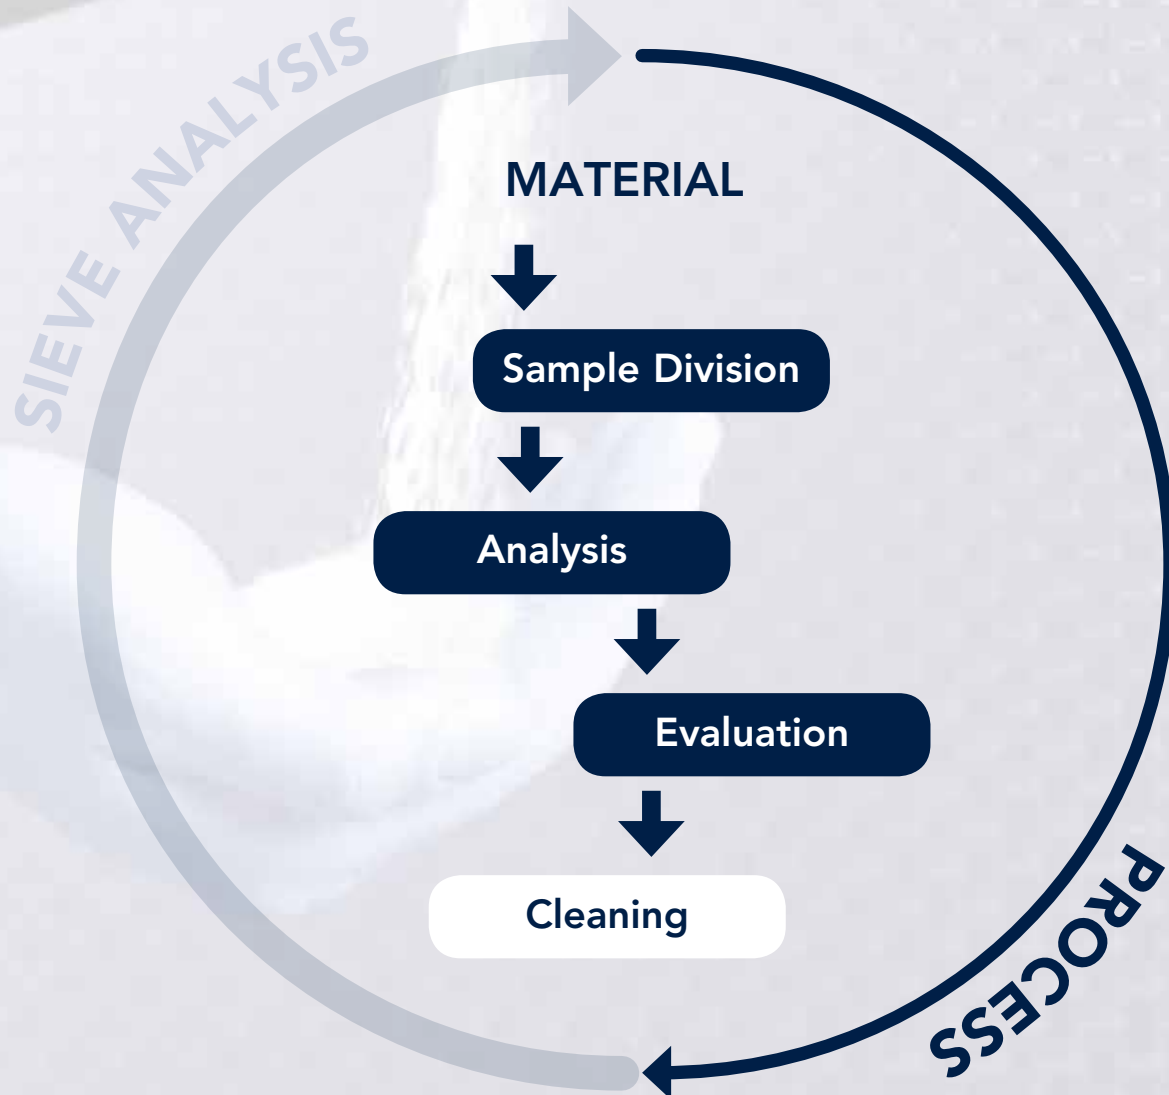 SIEVE ANALYSIS
MATERIAL
Sample Division
Analysis
Evaluation
Cleaning
PROCESS